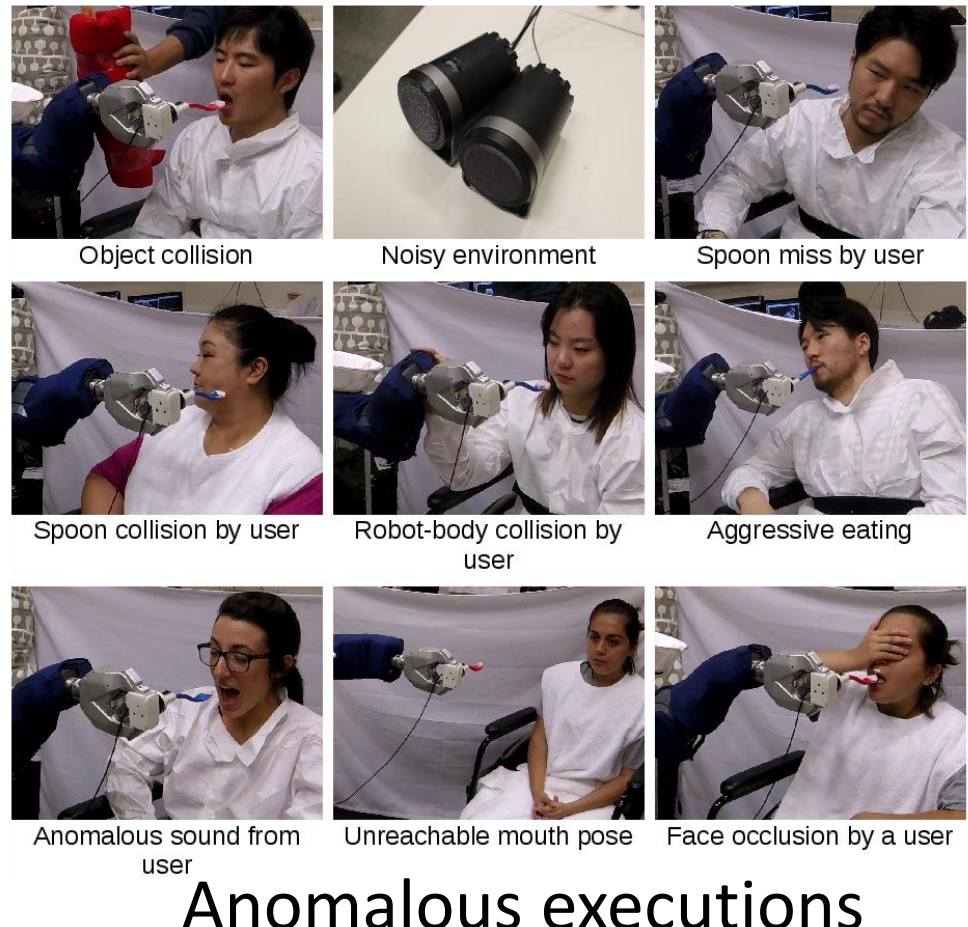 Object collision
Noisy environment
Spoon miss by user
Spoon collision by user
Robot-body collision by
user
Aggressive eating
Anomalous sound from
user
Unreachable mouth pose
Face occlusion by a user
Anomalous executions